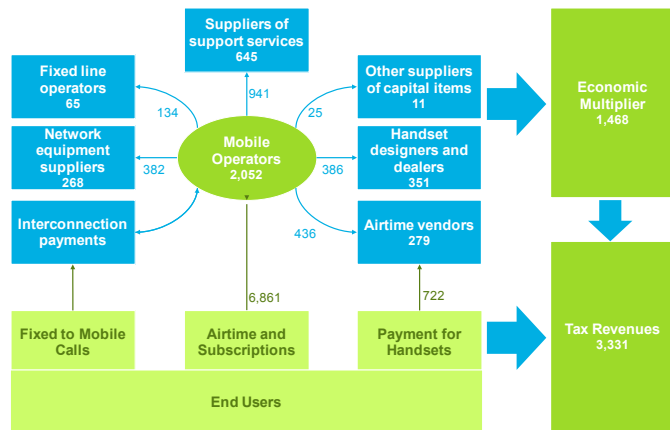 Suppliers of
support services
645
Fixed line
operators
65
Other suppliers
of capital items
11
Economic
Multiplier
1,468
941
134
25
Mobile
Operators
2,052
Network
equipment
suppliers
268
382
386
Handset
designers and
dealers
351
Interconnection
payments
436
Airtime vendors
279
6,861
722
Tax Revenues
3,331
Fixed to Mobile
Calls
Airtime and
Subscriptions
Payment for
Handsets
End Users